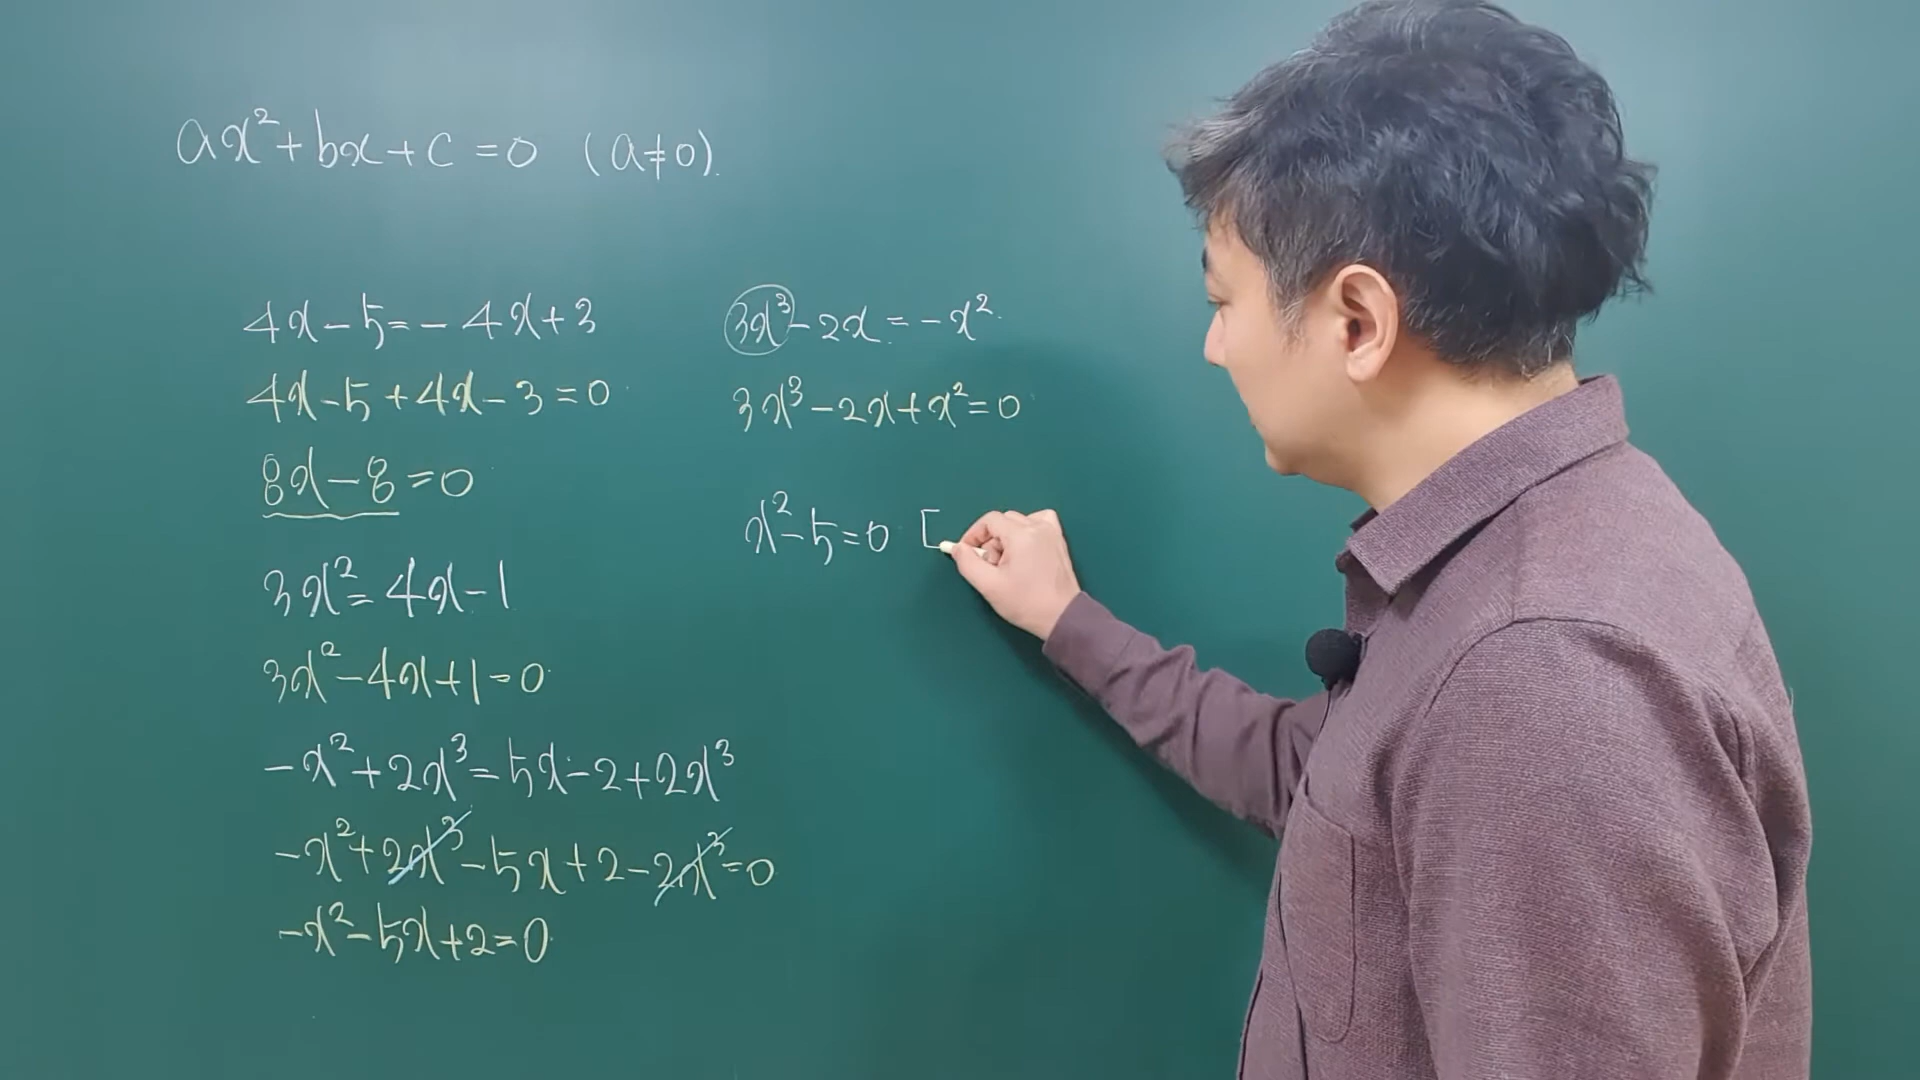 ax²+bx+c=0 (a≠0).
4x-5=-4x+3
4x-5+4x-3=0
8x-8=0
3x²=4x-1
3x²-4x+1=0
-x²+2x³=5x-2+2x³
-x²+2x³-5x+2-2x³=0
-x²-5x+2=0
3x³-2x=-x².
3x³-2x+x²=0
x²-5=0 [